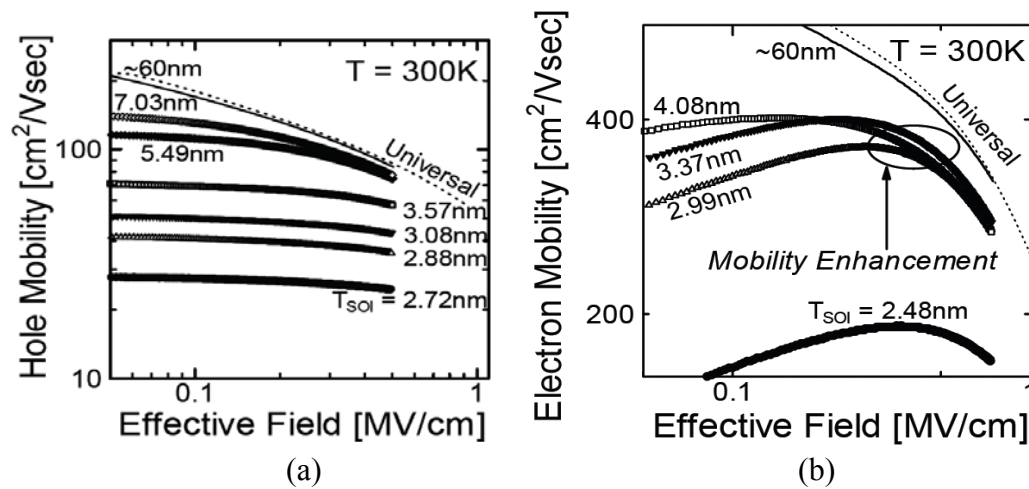 Hole Mobility [cm²/Vsec]
100
10
~60nm
T = 300K
7.03nm
5.49nm
Universal
3.57nm
3.08nm
2.88nm
T_SOI = 2.72nm
0.1
1
Effective Field [MV/cm]
(a)
Electron Mobility [cm²/Vsec]
400
200
~60nm
T = 300K
4.08nm
Universal
3.37nm
2.99nm
Mobility Enhancement
T_SOI = 2.48nm
0.1
1
Effective Field [MV/cm]
(b)